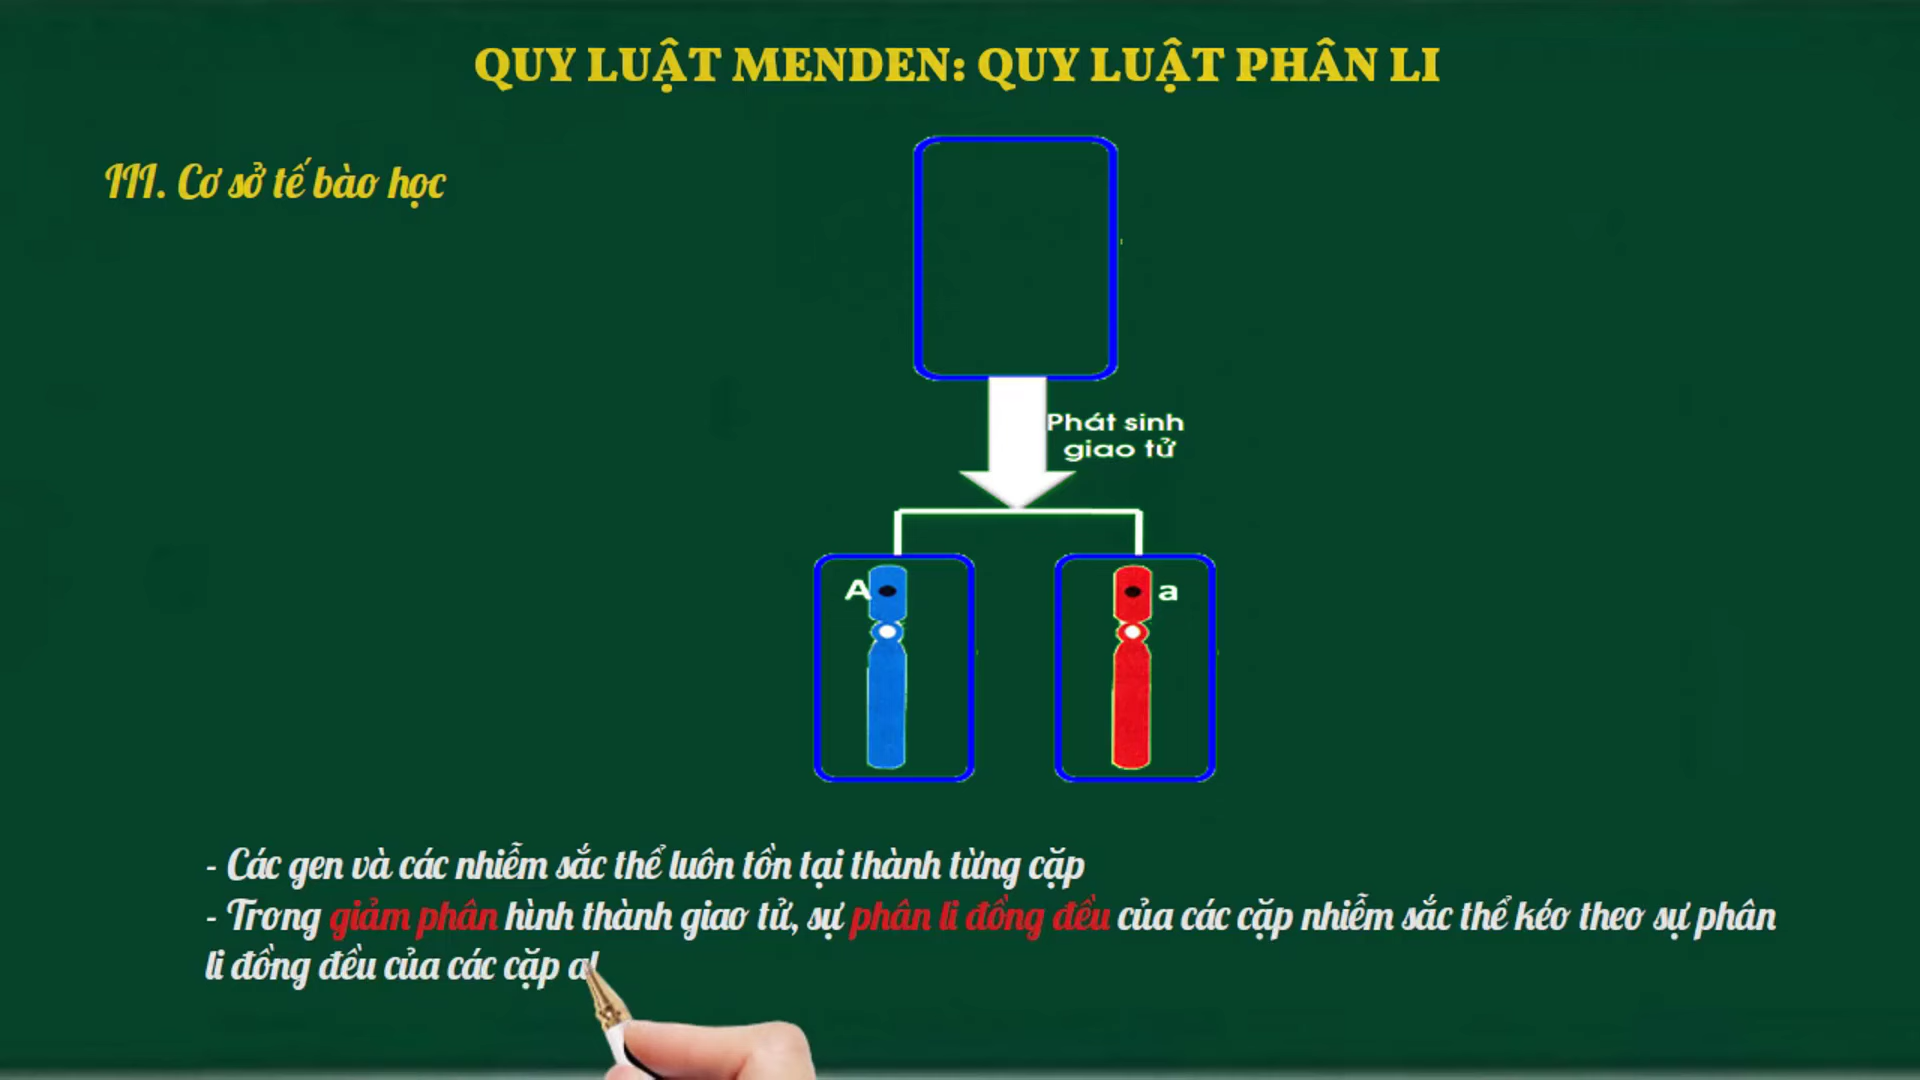 QUY LUẬT MENDEN: QUY LUẬT PHÂN LI
III. Cơ sở tế bào học
Phát sinh
giao tử
A
a
- Các gen và các nhiễm sắc thể luôn tồn tại thành từng cặp
- Trong giảm phân hình thành giao tử, sự phân li đồng đều của các cặp nhiễm sắc thể kéo theo sự phân
li đồng đều của các cặp al